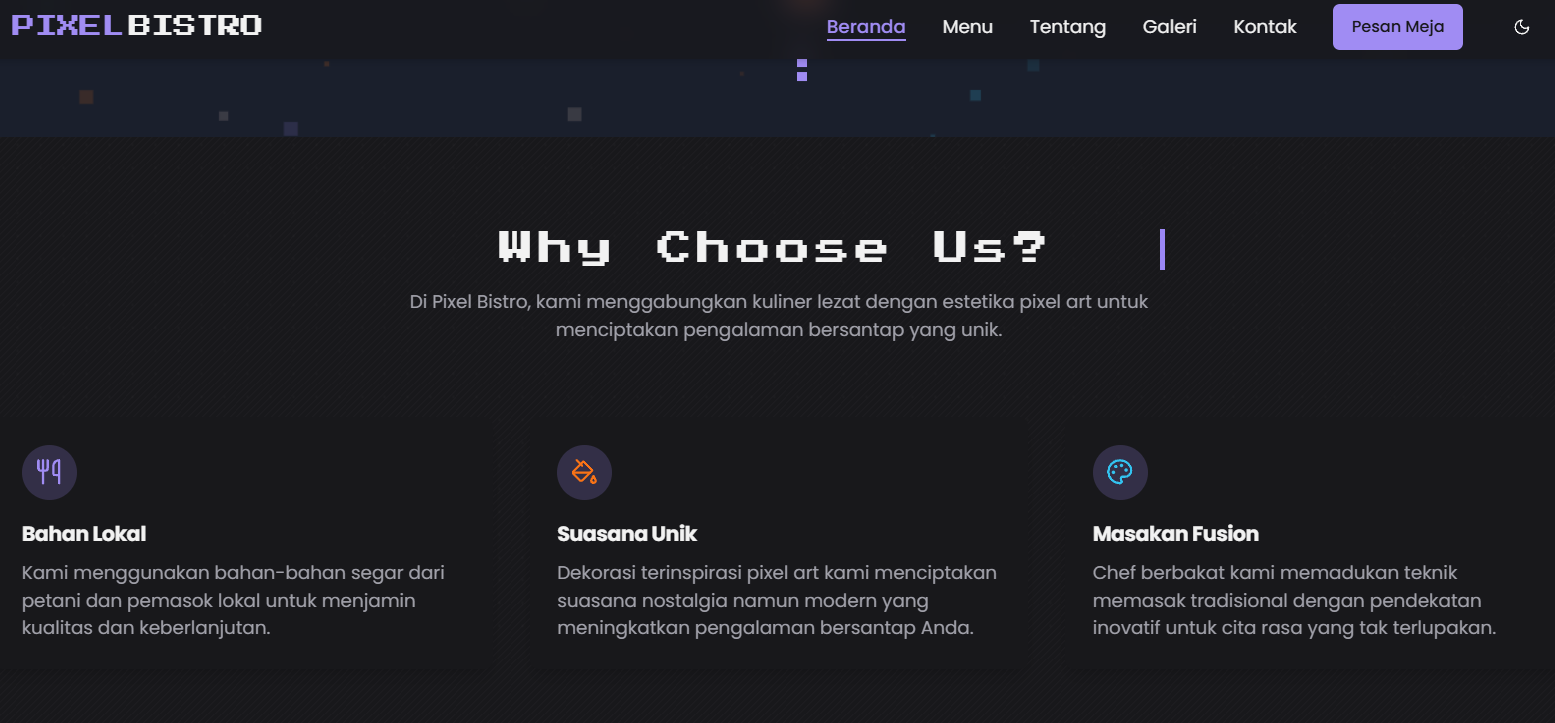 PIXELBISTRO
Beranda
Menu
Tentang
Galeri
Kontak
Pesan Meja
Why Choose Us?
Di Pixel Bistro, kami menggabungkan kuliner lezat dengan estetika pixel art untuk
menciptakan pengalaman bersantap yang unik.
Bahan Lokal
Kami menggunakan bahan-bahan segar dari
petani dan pemasok lokal untuk menjamin
kualitas dan keberlanjutan.
Suasana Unik
Dekorasi terinspirasi pixel art kami menciptakan
suasana nostalgia namun modern yang
meningkatkan pengalaman bersantap Anda.
Masakan Fusion
Chef berbakat kami memadukan teknik
memasak tradisional dengan pendekatan
inovatif untuk cita rasa yang tak terlupakan.